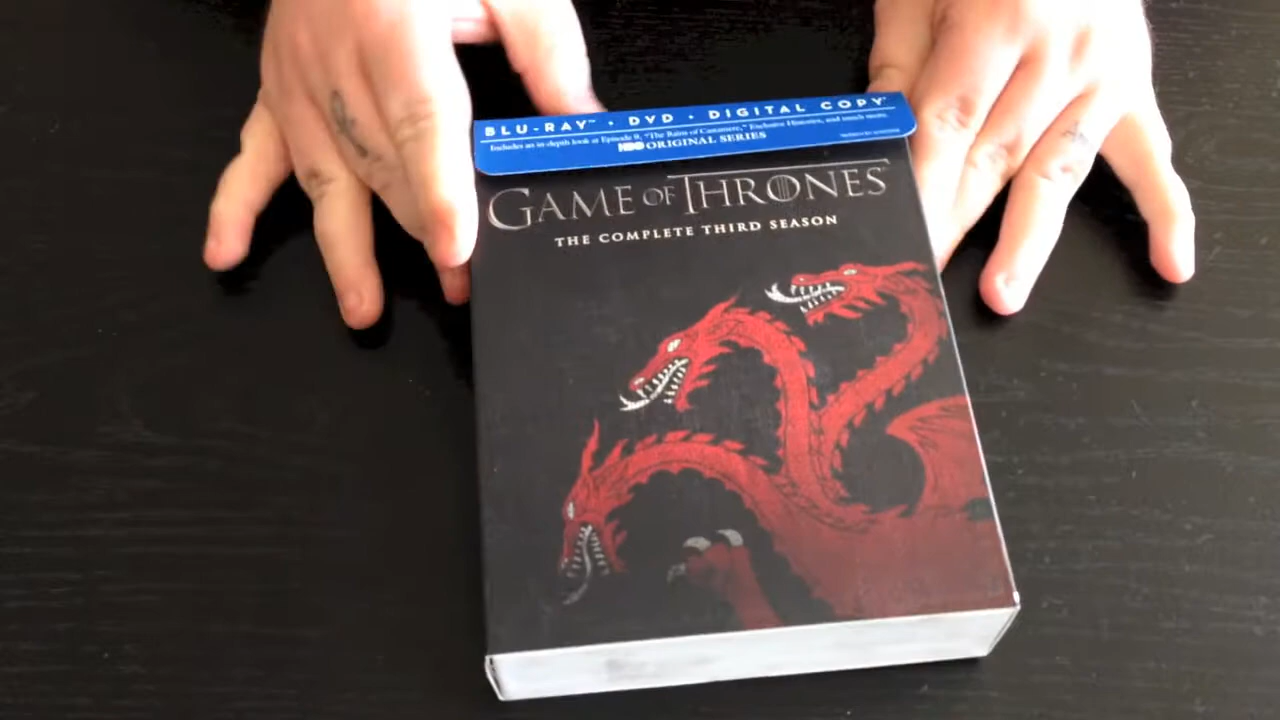 BLU-RAY™ • DVD • DIGITAL COPY*
Includes an in-depth look at Episode 9, "The Rains of Castamere," Exclusive Histories, and much more.
HBO ORIGINAL SERIES
GAME OF THRONES
THE COMPLETE THIRD SEASON